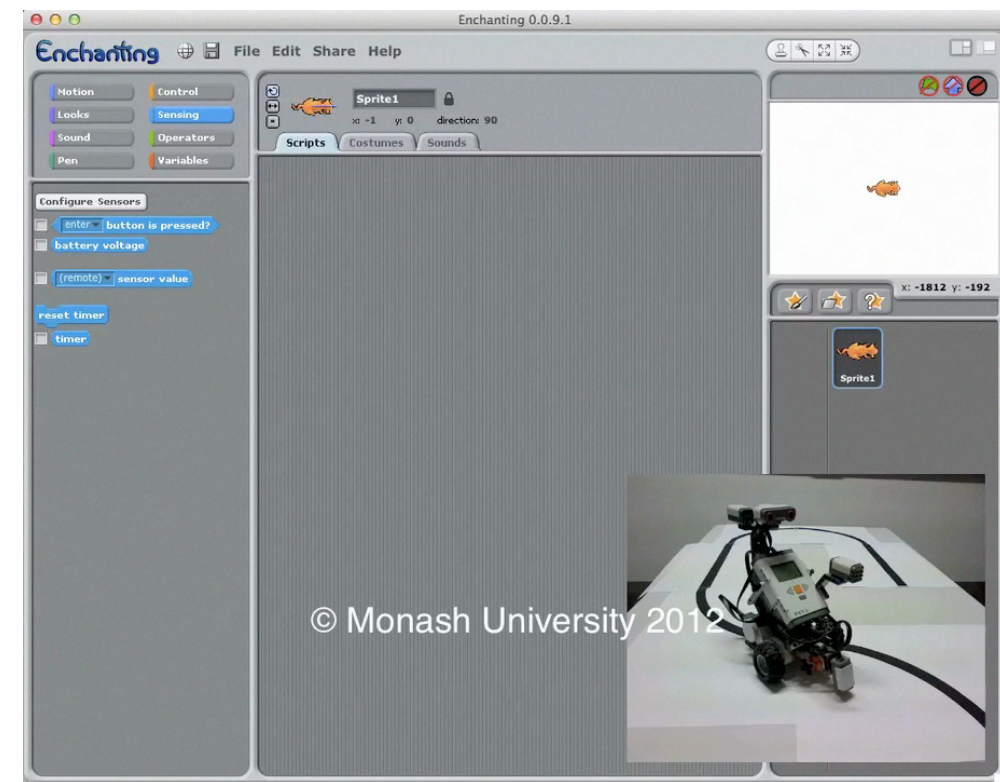 Enchanting 0.0.9.1
Enchanting File Edit Share Help
Motion Control
Looks Sensing
Sound Operators
Pen Variables
Sprite1
x: -1 y: 0 direction: 90
Scripts Costumes Sounds
Configure Sensors
enter button is pressed?
battery voltage
(remote) sensor value
reset timer
timer
x: -1812 y: -192
Sprite1
© Monash University 2012